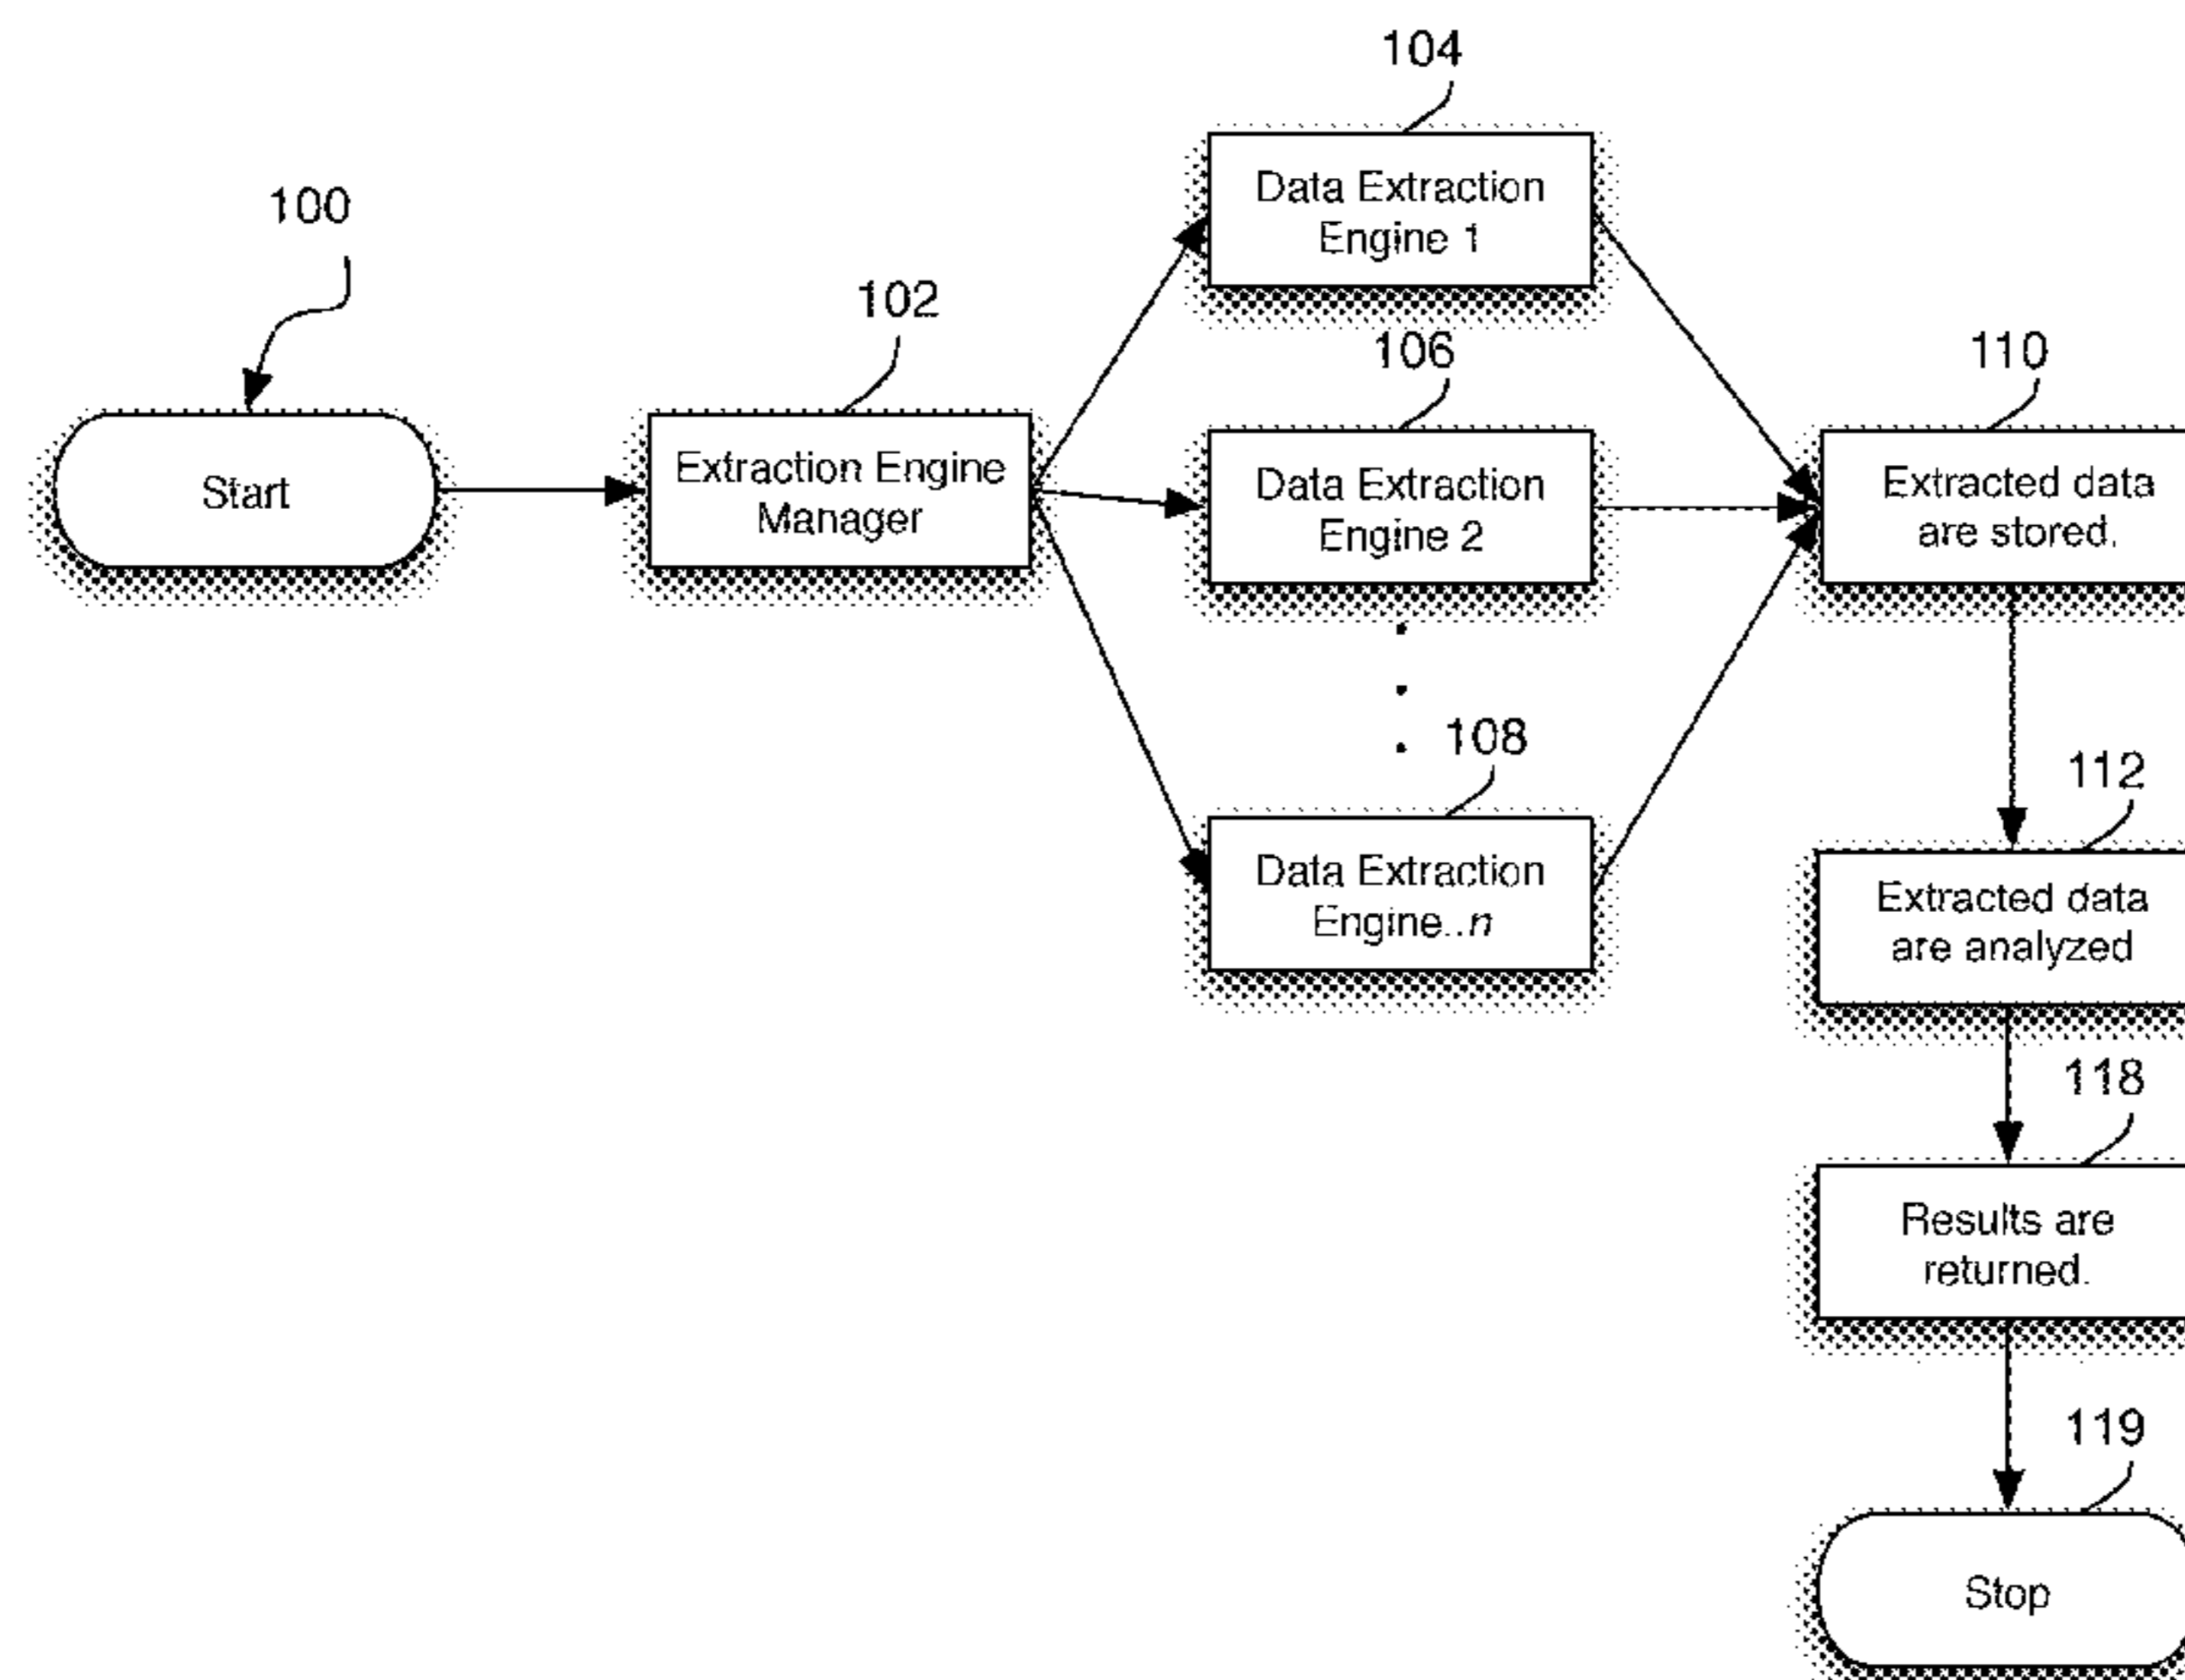 104
Data Extraction
Engine 1
100
Start
102
Extraction Engine
Manager
106
Data Extraction
Engine 2
108
Data Extraction
Engine..n
110
Extracted data
are stored.
112
Extracted data
are analyzed
118
Results are
returned.
119
Stop